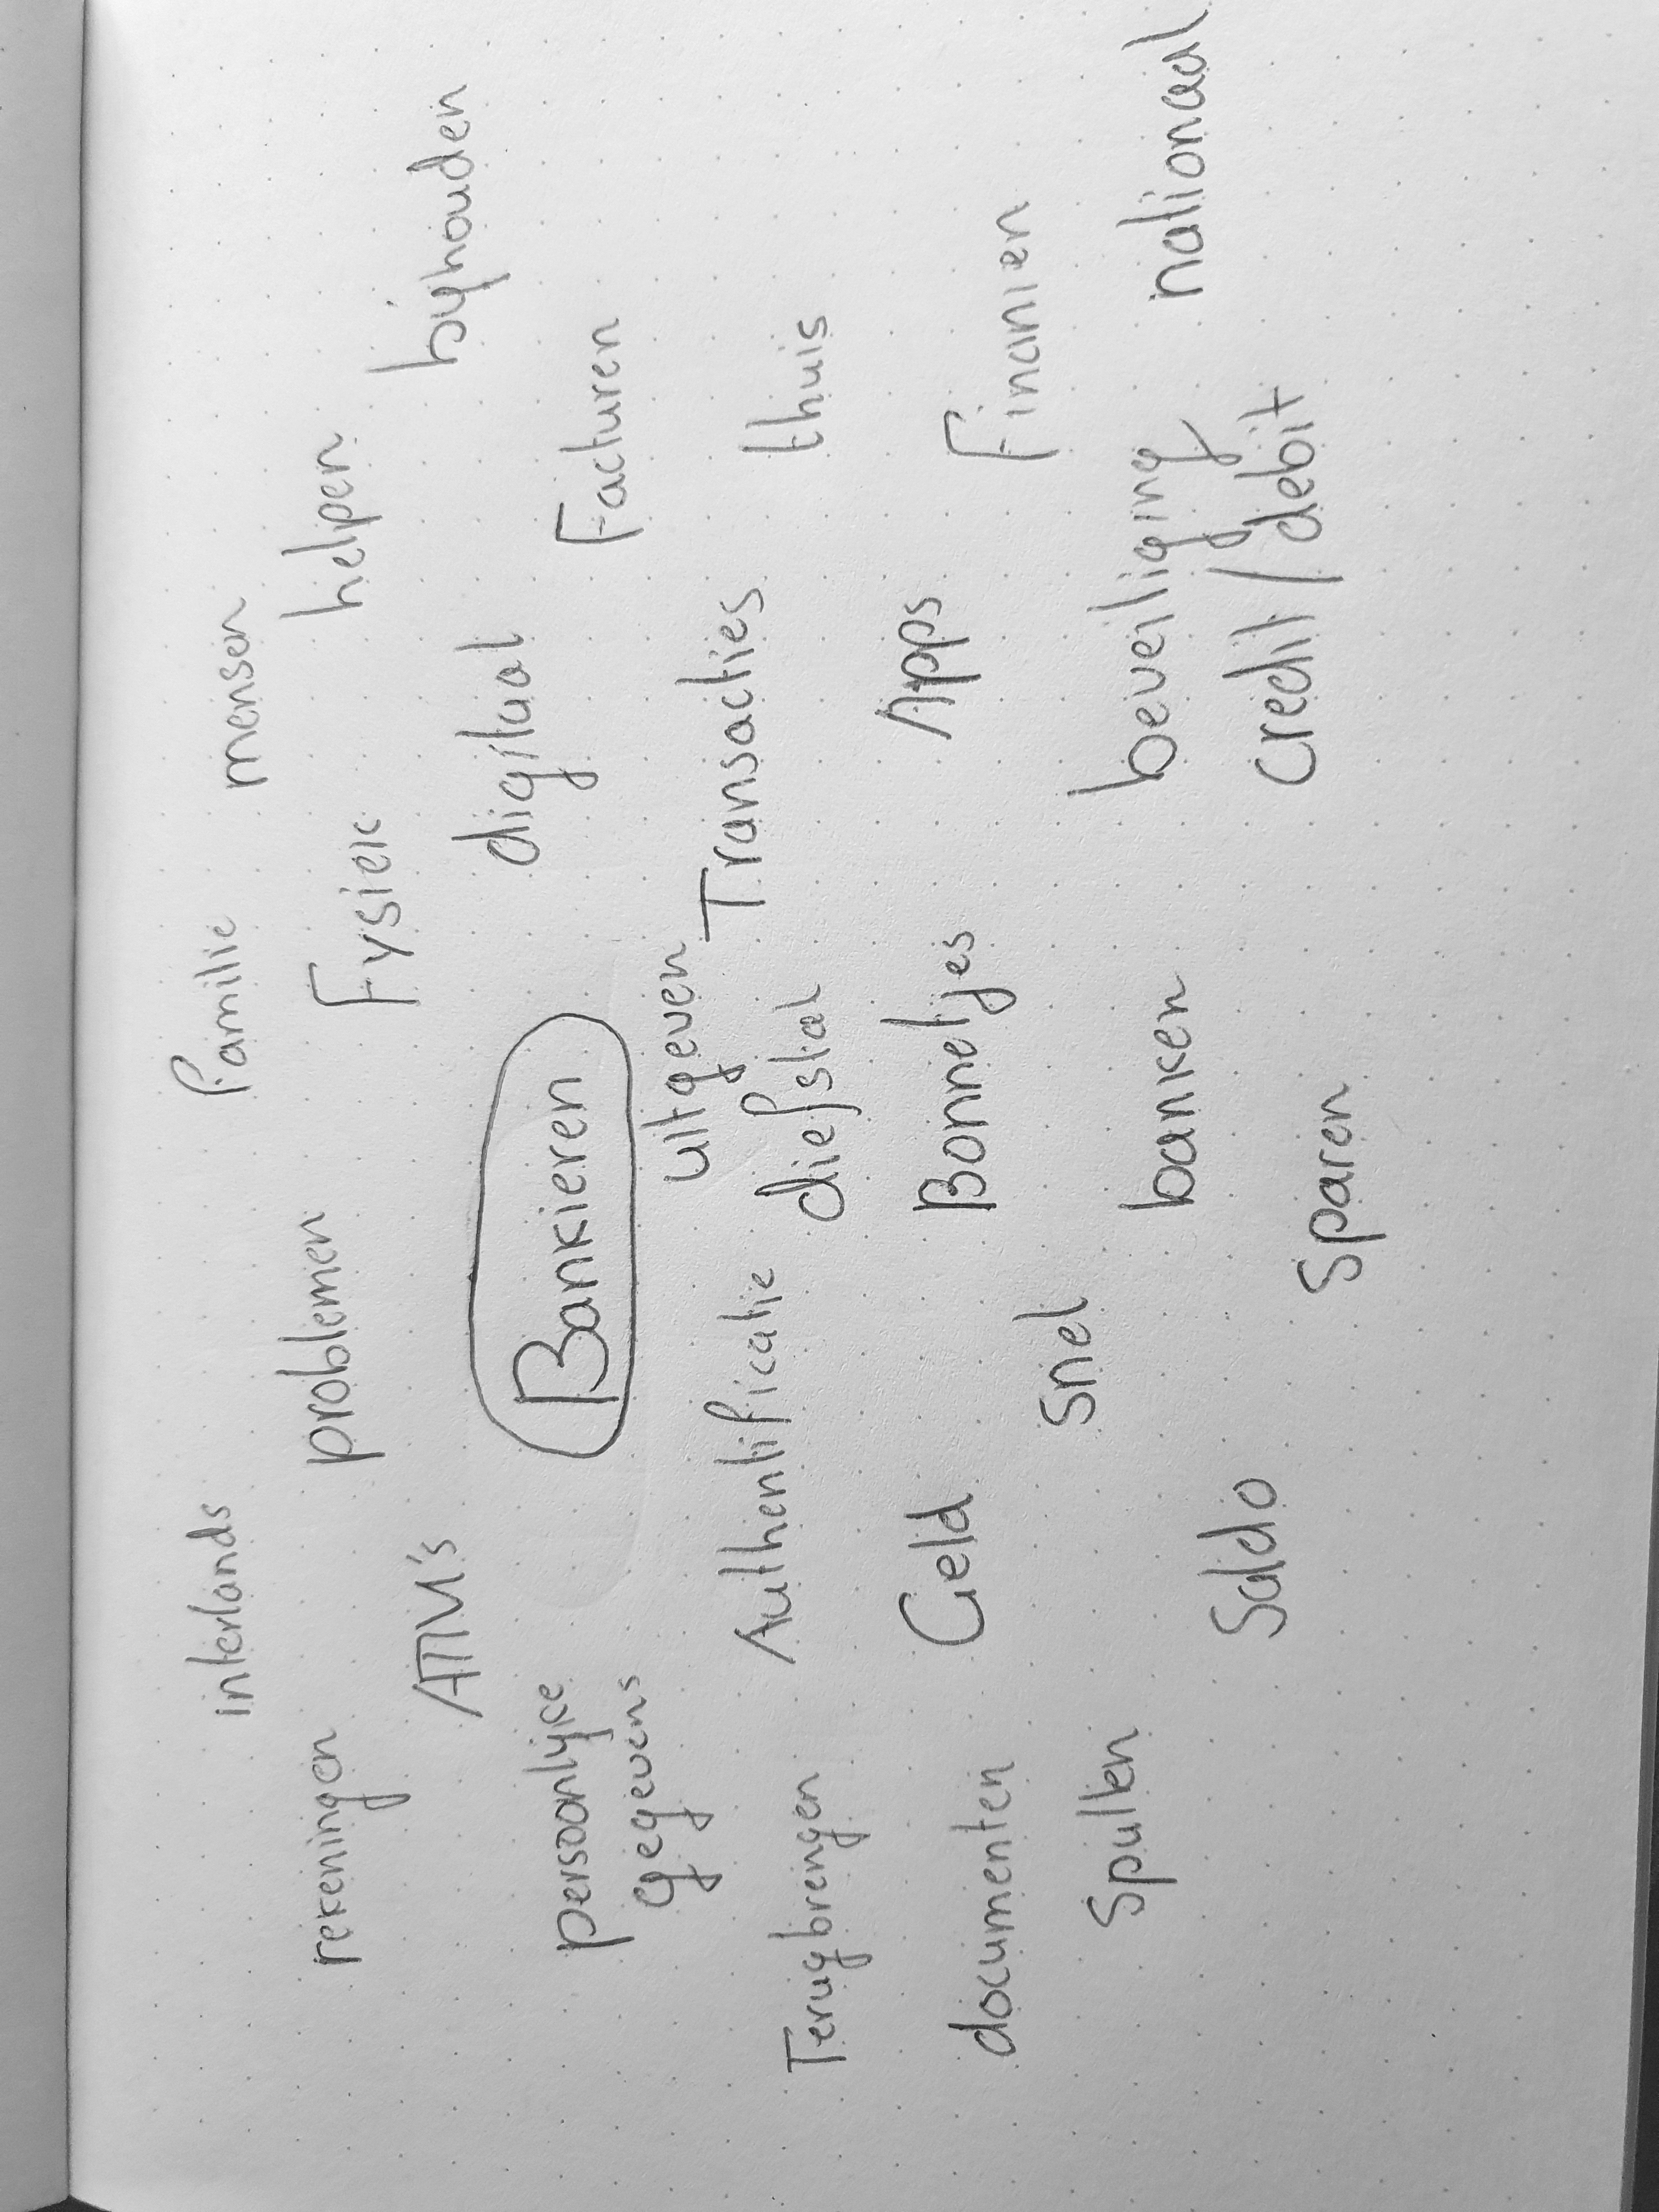 interlands
familie
mensen
rekeningen
problemen
Fysiek
helpen
bijhouden
ATM's
digitaal
Bankieren
Facturen
persoonlijke
gegevens
uitgeven
Transacties
thuis
Terugbrengen
Authentificatie
diefstal
Apps
Geld
Bonnetjes
Finanien
documenten
snel
beveiliging
nationaal
spullen
banken
credit/debit
Saldo
Sparen